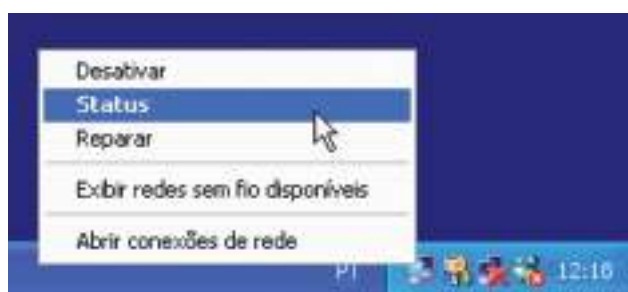 Desativar
Status
Reparar
Exibir redes sem fio disponíveis
Abrir conexões de rede
PT
12:16